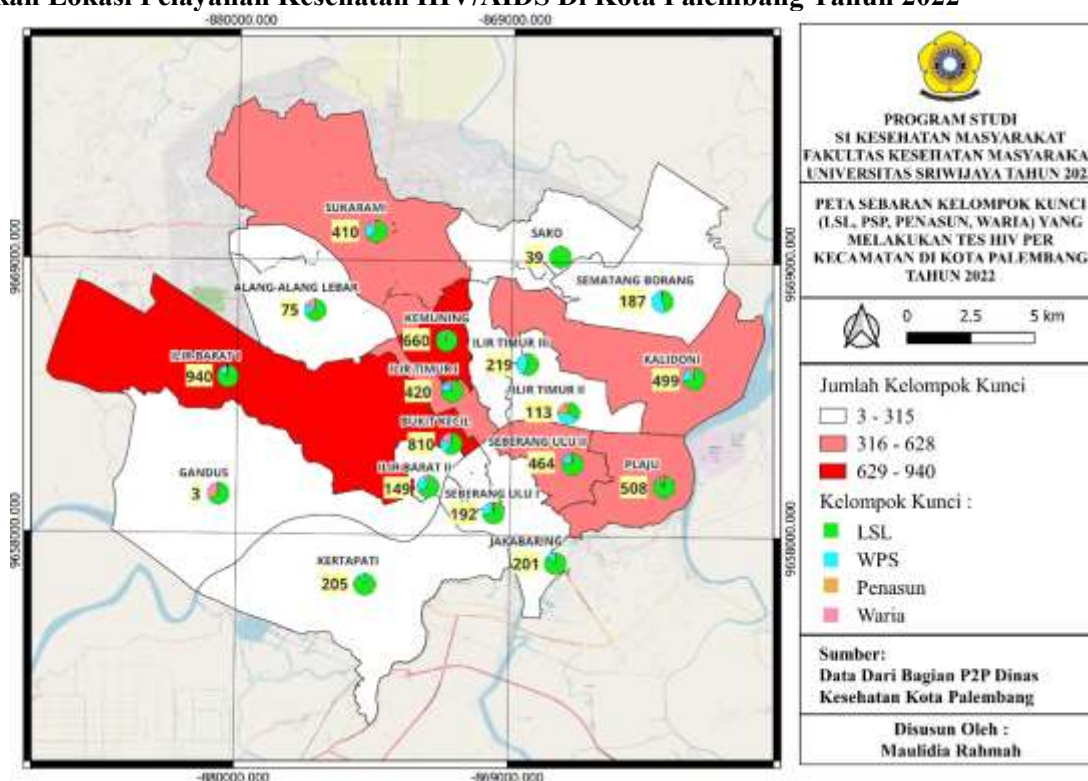 kan Lokasi Pelayanan Kesehatan HIV/AIDS Di Kota Palembang Tahun 2022
-880000.000
-869000.000
9669000.000
9669000.000
9658000.000
9658000.000
-880000.000
-869000.000
SUKARAMI
410
SAKO
39
SEMATANG BORANG
187
ALANG-ALANG LEBAR
75
KEMUNING
660
ILIR TIMUR III
219
KALIDONI
499
ILIR BARAT I
940
ILIR TIMUR I
420
ILIR TIMUR II
113
BUKIT KECIL
810
SEBERANG ULU II
464
PLAJU
508
GANDUS
3
ILIR BARAT II
149
SEBERANG ULU I
192
JAKABARING
201
KERTAPATI
205
PROGRAM STUDI
S1 KESEHATAN MASYARAKAT
FAKULTAS KESEHATAN MASYARAKA
UNIVERSITAS SRIWIJAYA TAHUN 202
PETA SEBARAN KELOMPOK KUNCI
(LSL, PSP, PENASUN, WARIA) YANG
MELAKUKAN TES HIV PER
KECAMATAN DI KOTA PALEMBANG
TAHUN 2022
0 2.5 5 km
Jumlah Kelompok Kunci
3 - 315
316 - 628
629 - 940
Kelompok Kunci :
LSL
WPS
Penasun
Waria
Sumber:
Data Dari Bagian P2P Dinas
Kesehatan Kota Palembang
Disusun Oleh :
Maulidia Rahmah